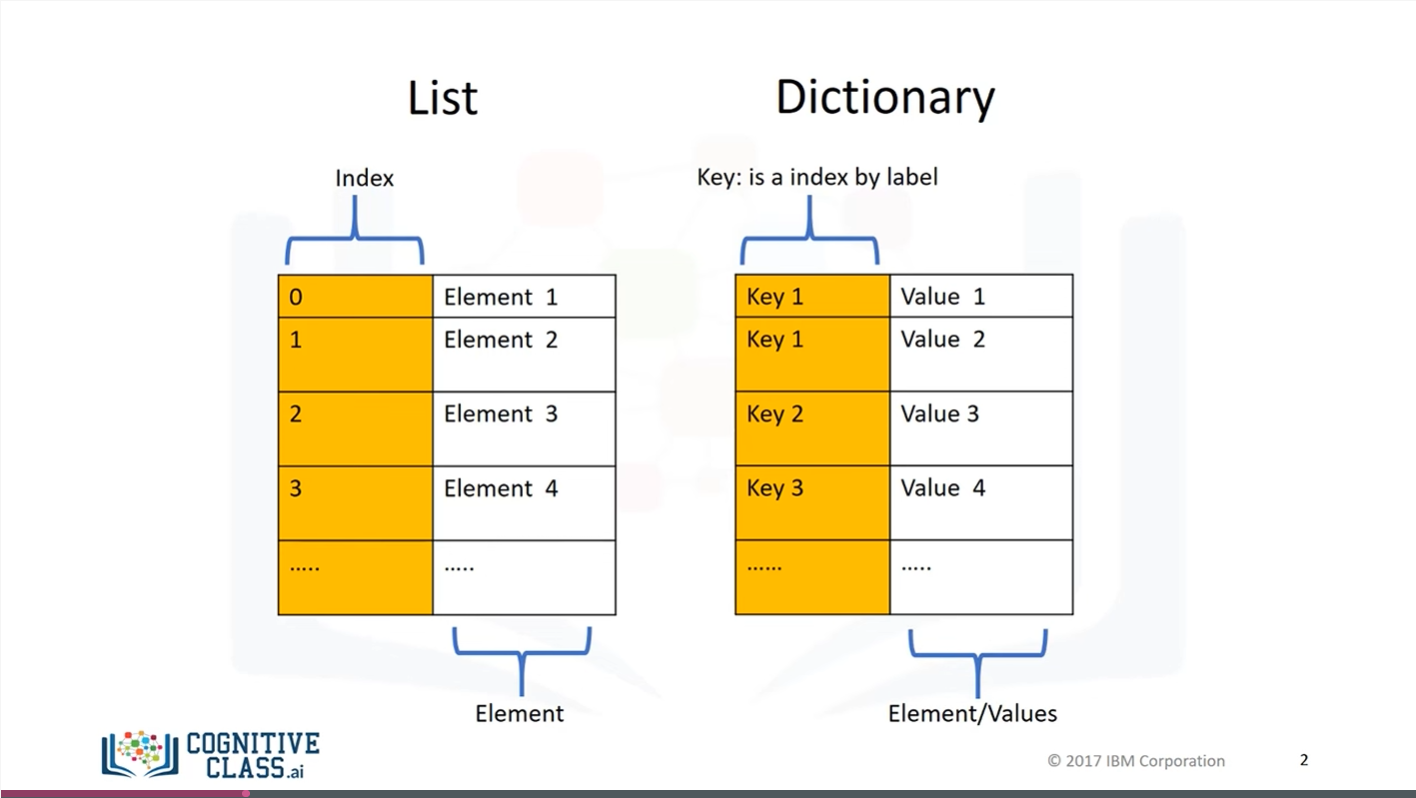 List
Dictionary
Index
Key: is a index by label
0
Element 1
1
Element 2
2
Element 3
3
Element 4
.....
.....
Element
Key 1
Value 1
Key 1
Value 2
Key 2
Value 3
Key 3
Value 4
......
.....
Element/Values
COGNITIVE
CLASS.ai
© 2017 IBM Corporation
2